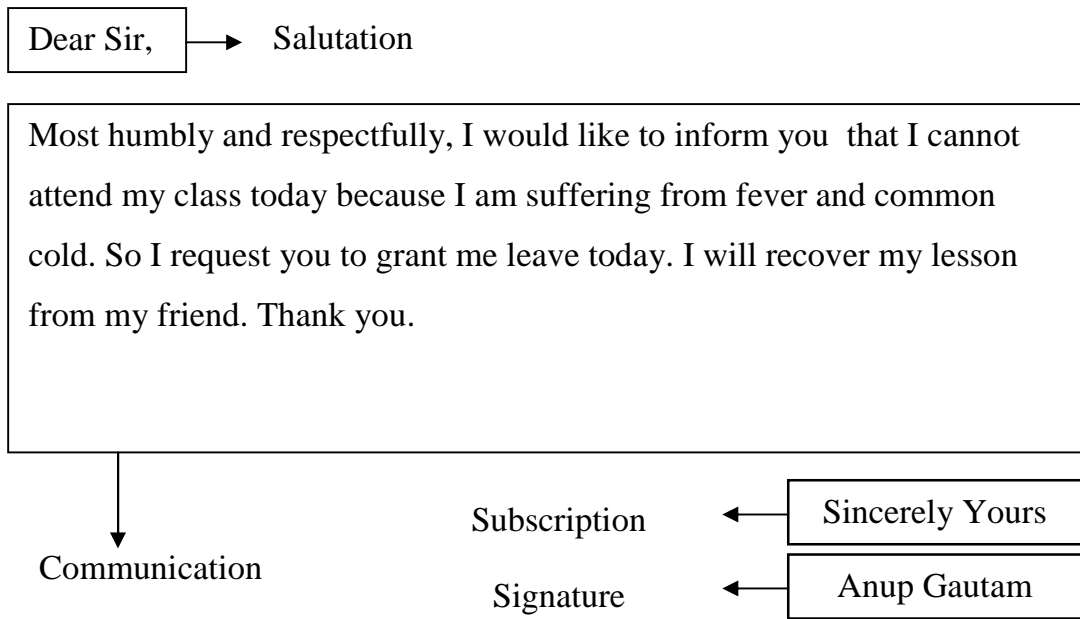 Dear Sir, Salutation
Most humbly and respectfully, I would like to inform you  that I cannot
attend my class today because I am suffering from fever and common
cold. So I request you to grant me leave today. I will recover my lesson
from my friend. Thank you.
Subscription Sincerely Yours
Communication
Signature Anup Gautam